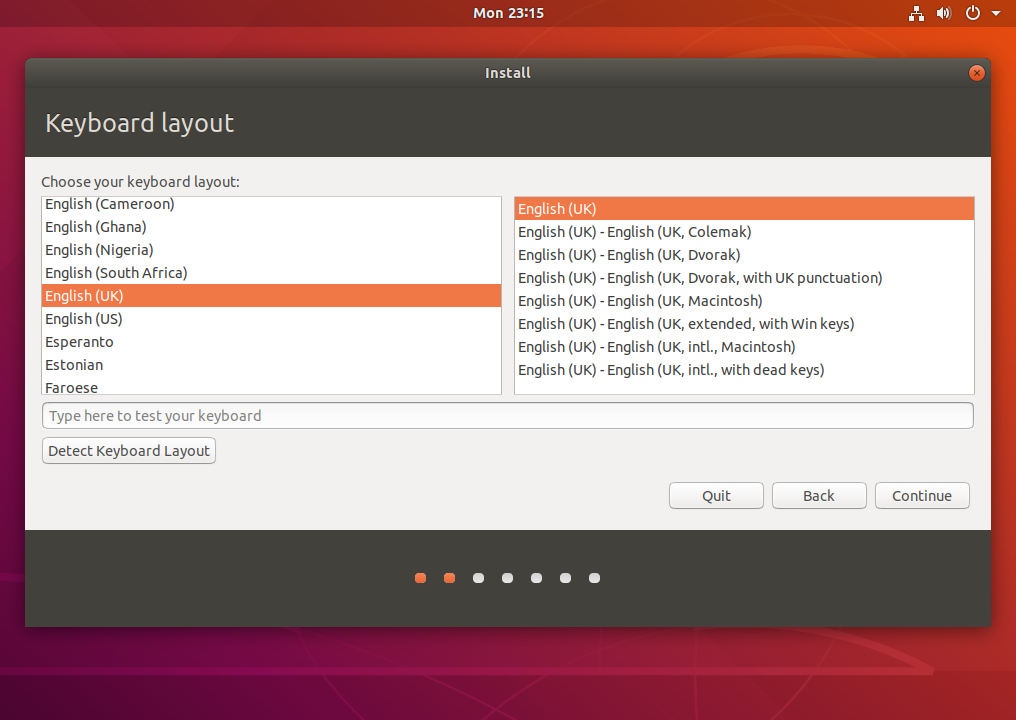 Mon 23:15
Install
Keyboard layout
Choose your keyboard layout:
English (Cameroon)
English (Ghana)
English (Nigeria)
English (South Africa)
English (UK)
English (US)
Esperanto
Estonian
Faroese
English (UK)
English (UK) - English (UK, Colemak)
English (UK) - English (UK, Dvorak)
English (UK) - English (UK, Dvorak, with UK punctuation)
English (UK) - English (UK, Macintosh)
English (UK) - English (UK, extended, with Win keys)
English (UK) - English (UK, intl., Macintosh)
English (UK) - English (UK, intl., with dead keys)
Type here to test your keyboard
Detect Keyboard Layout
Quit Back Continue